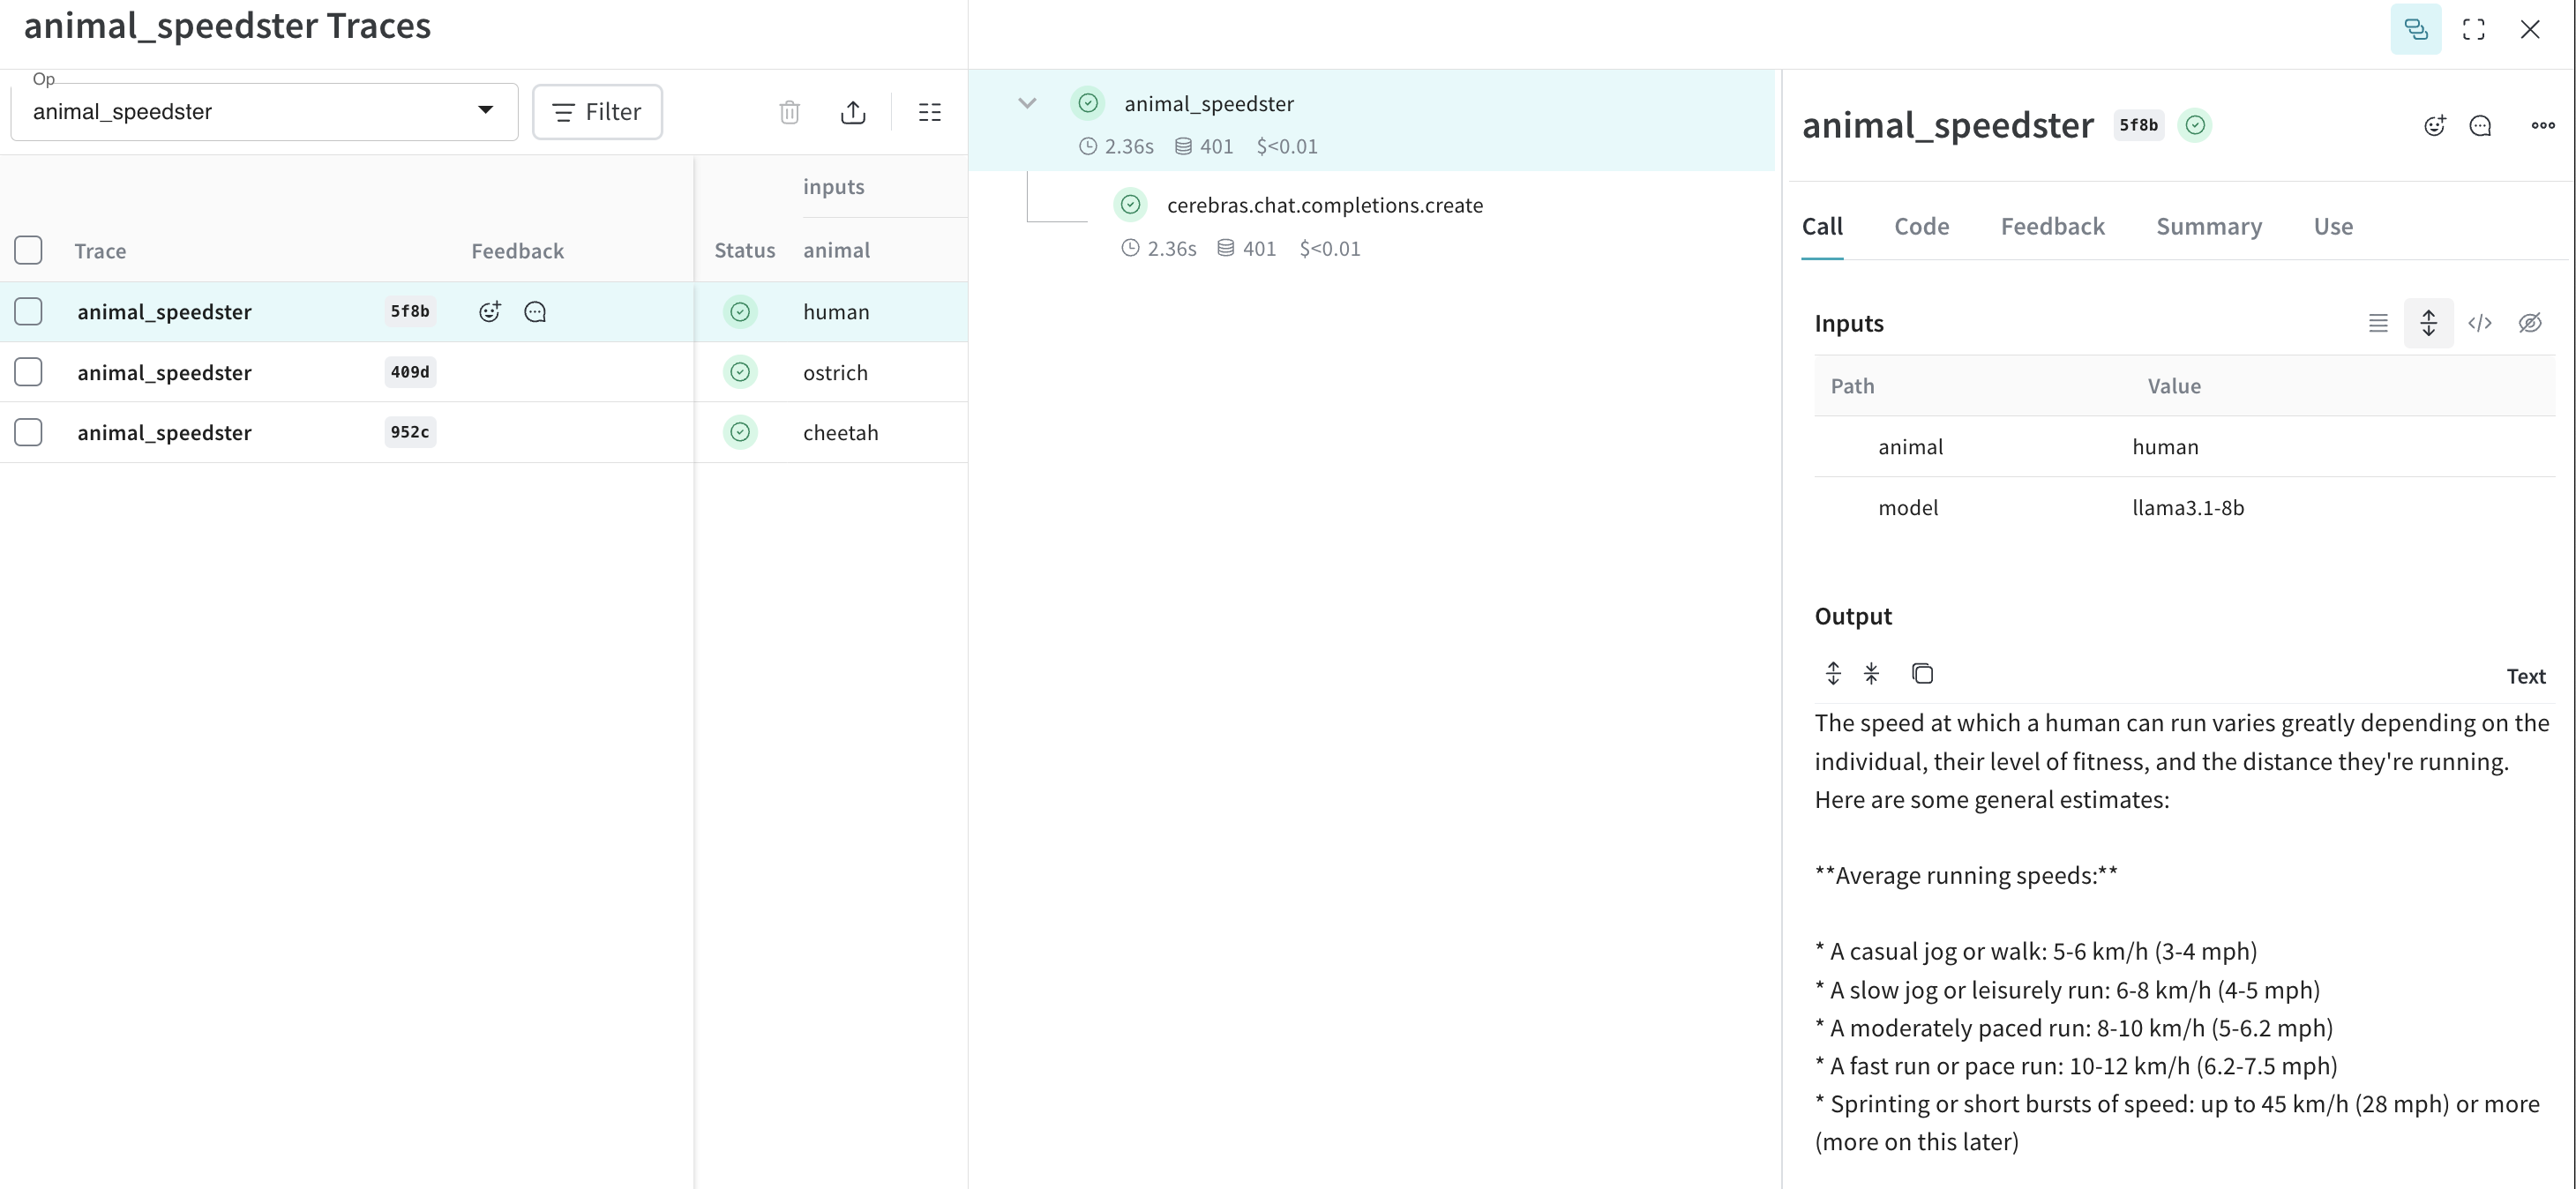 animal_speedster Traces
Op
animal_speedster
Filter
inputs
Trace Feedback Status animal
animal_speedster 5f8b human
animal_speedster 409d ostrich
animal_speedster 952c cheetah
animal_speedster
2.36s 401 $<0.01
cerebras.chat.completions.create
2.36s 401 $<0.01
animal_speedster 5f8b
Call Code Feedback Summary Use
Inputs
Path Value
animal human
model llama3.1-8b
Output
Text
The speed at which a human can run varies greatly depending on the
individual, their level of fitness, and the distance they're running.
Here are some general estimates:
**Average running speeds:**
* A casual jog or walk: 5-6 km/h (3-4 mph)
* A slow jog or leisurely run: 6-8 km/h (4-5 mph)
* A moderately paced run: 8-10 km/h (5-6.2 mph)
* A fast run or pace run: 10-12 km/h (6.2-7.5 mph)
* Sprinting or short bursts of speed: up to 45 km/h (28 mph) or more
(more on this later)